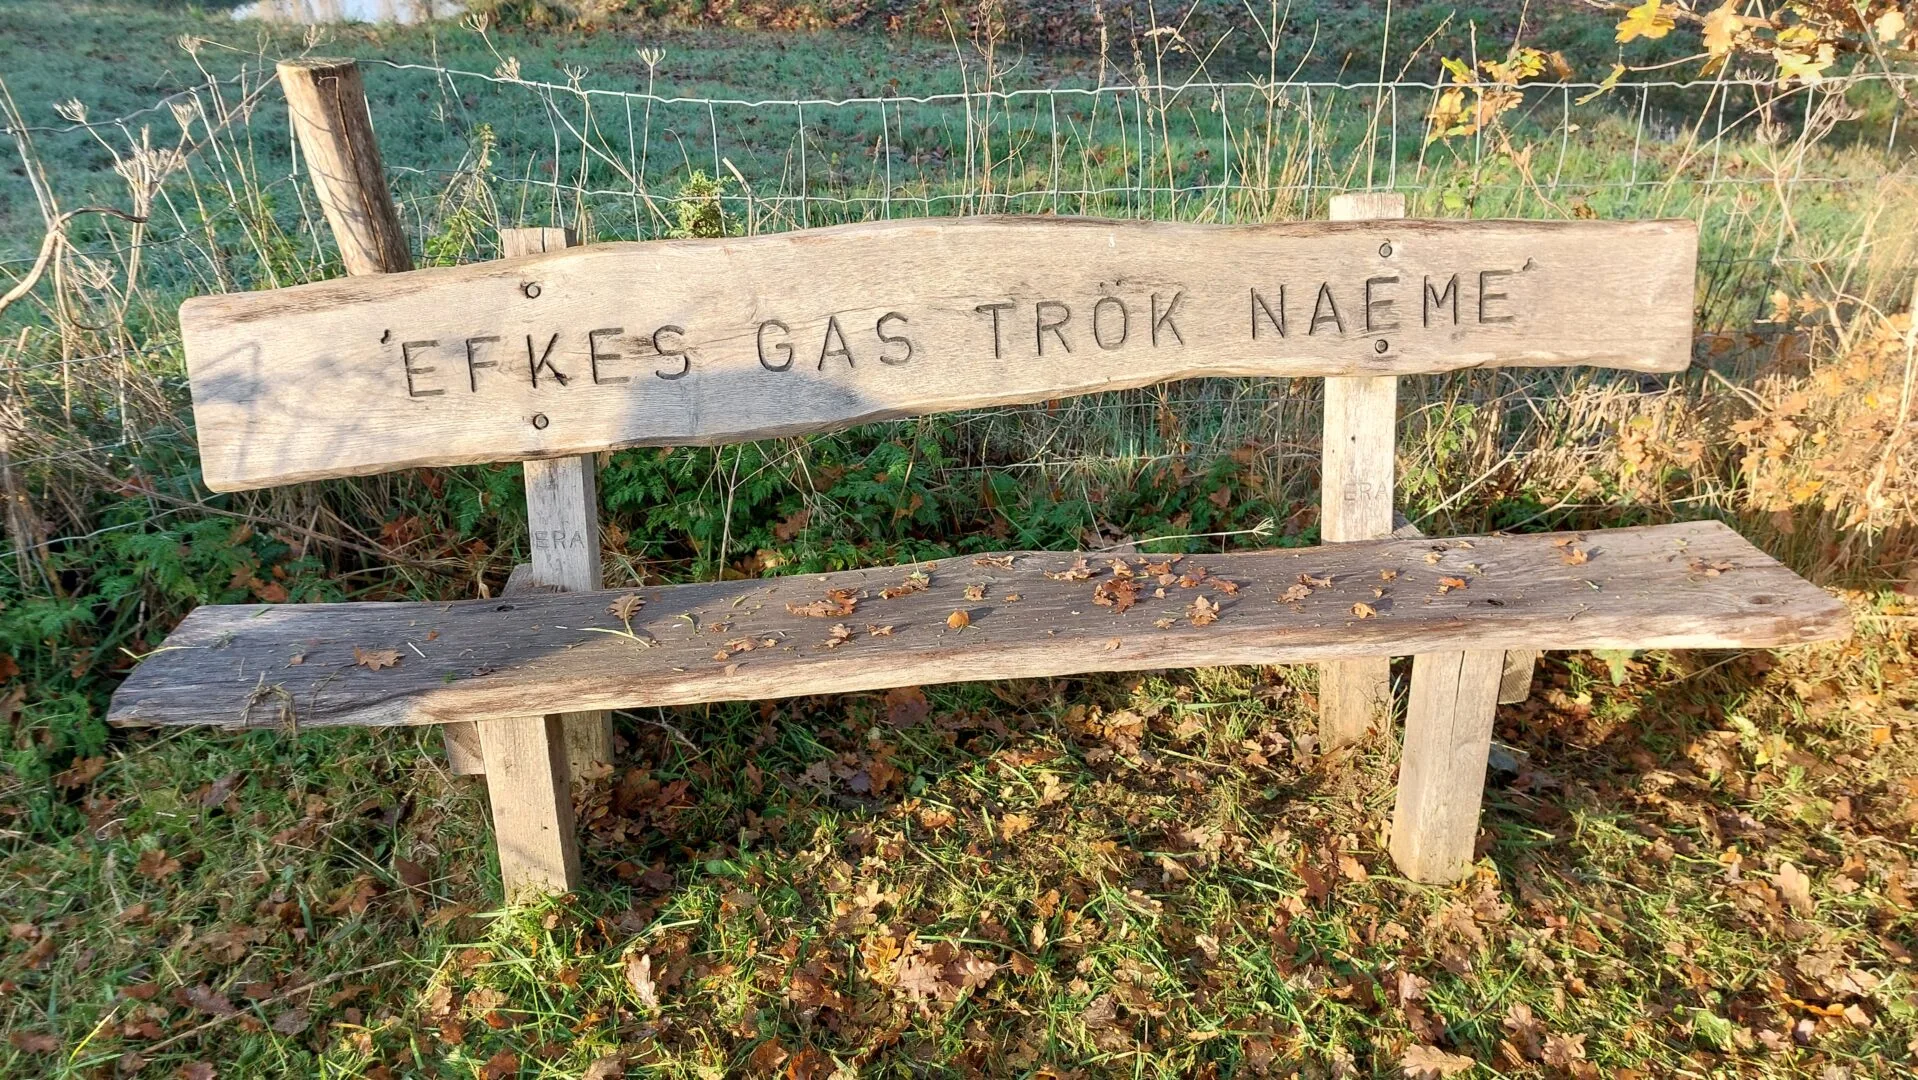 'EFKES GAS TRÖK NAEME'
ERA
ERA